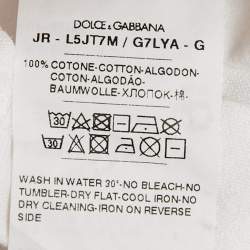 DOLCE&GABBANA
JR - L5JT7M / G7LYA - G
100% COTONE-COTTON-ALGODON-
COTON-ALGODÃO-
BAUMWOLLE-ХЛОПОК-棉-
WASH IN WATER 30°-NO BLEACH-NO
TUMBLER-DRY FLAT-COOL IRON-NO
DRY CLEANING-IRON ON REVERSE
SIDE